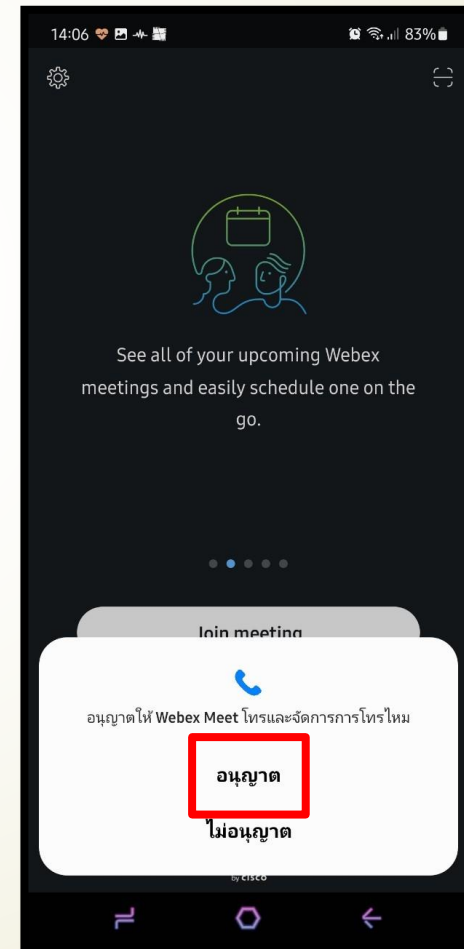 14:06 83%
See all of your upcoming Webex
meetings and easily schedule one on the
go.
Join meeting
อนุญาตให้ Webex Meet โทรและจัดการการโทรไหม
อนุญาต
ไม่อนุญาต
by cisco